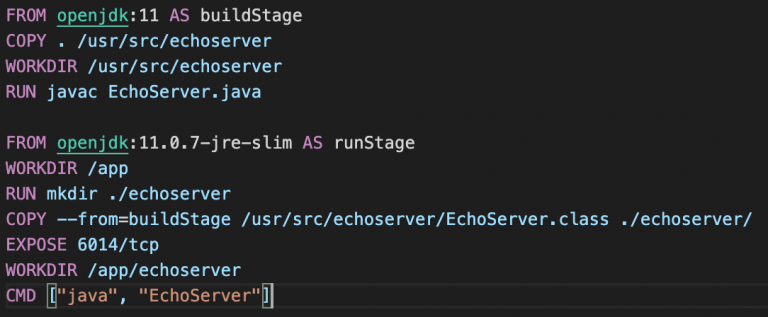 FROM openjdk:11 AS buildStage
COPY . /usr/src/echoserver
WORKDIR /usr/src/echoserver
RUN javac EchoServer.java
FROM openjdk:11.0.7-jre-slim AS runStage
WORKDIR /app
RUN mkdir ./echoserver
COPY --from=buildStage /usr/src/echoserver/EchoServer.class ./echoserver/
EXPOSE 6014/tcp
WORKDIR /app/echoserver
CMD ["java", "EchoServer"]